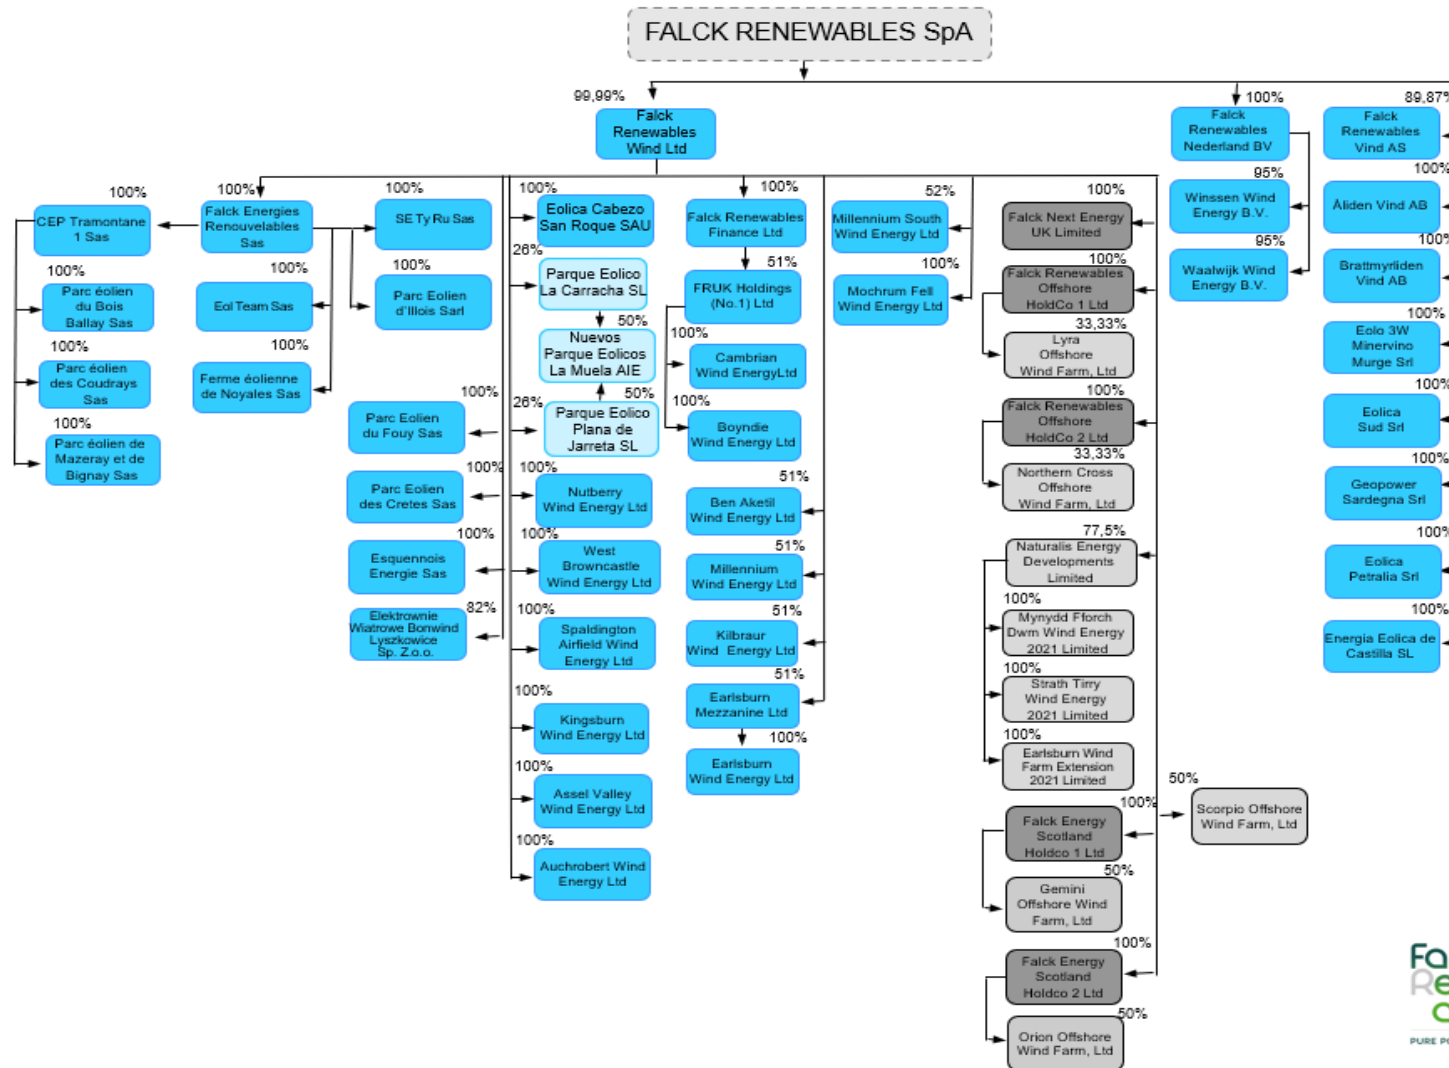 FALCK RENEWABLES SpA
99,99%
Falck
Renewables
Wind Ltd
100%
Falck
Renewables
Nederland BV
95%
Winssen Wind
Energy B.V.
95%
Waalwijk Wind
Energy B.V.
89,87%
Falck
Renewables
Vind AS
100%
Åliden Vind AB
100%
Brattmyrliden
Vind AB
100%
Eolo 3W
Minervino
Murge Srl
100%
Eolica
Sud Srl
100%
Geopower
Sardegna Srl
100%
Eolica
Petralia Srl
100%
Energia Eolica de
Castilla SL
100%
CEP Tramontane
1 Sas
100%
Parc éolien
du Bois
Ballay Sas
100%
Parc éolien
des Coudrays
Sas
100%
Parc éolien de
Mazeray et de
Bignay Sas
100%
Falck Energies
Renouvelables
Sas
100%
Eol Team Sas
100%
Ferme éolienne
de Noyales Sas
100%
SE Ty Ru Sas
100%
Parc Eolien
d'Illois Sarl
100%
Parc Eolien
du Fouy Sas
100%
Parc Eolien
des Cretes Sas
100%
Esquennois
Energie Sas
82%
Elektrownie
Wiatrowe Bonwind
Lyszkowice
Sp. Z.o.o.
100%
Eolica Cabezo
San Roque SAU
26%
Parque Eolico
La Carracha SL
50%
Nuevos
Parque Eolicos
La Muela AIE
50%
26%
Parque Eolico
Plana de
Jarreta SL
100%
Nutberry
Wind Energy Ltd
100%
West
Browncastle
Wind Energy Ltd
100%
Spaldington
Airfield Wind
Energy Ltd
100%
Kingsburn
Wind Energy Ltd
100%
Assel Valley
Wind Energy Ltd
100%
Auchrobert Wind
Energy Ltd
100%
Falck Renewables
Finance Ltd
51%
FRUK Holdings
(No.1) Ltd
100%
Cambrian
Wind EnergyLtd
100%
Boyndie
Wind Energy Ltd
51%
Ben Aketil
Wind Energy Ltd
51%
Millennium
Wind Energy Ltd
51%
Kilbraur
Wind Energy Ltd
51%
Earlsburn
Mezzanine Ltd
100%
Earlsburn
Wind Energy Ltd
52%
Millennium South
Wind Energy Ltd
100%
Mochrum Fell
Wind Energy Ltd
100%
Falck Next Energy
UK Limited
100%
Falck Renewables
Offshore
HoldCo 1 Ltd
33,33%
Lyra
Offshore
Wind Farm, Ltd
100%
Falck Renewables
Offshore
HoldCo 2 Ltd
33,33%
Northern Cross
Offshore
Wind Farm, Ltd
77,5%
Naturalis Energy
Developments
Limited
100%
Mynydd Fforch
Dwm Wind Energy
2021 Limited
100%
Strath Tirry
Wind Energy
2021 Limited
100%
Earlsburn Wind
Farm Extension
2021 Limited
100%
Falck Energy
Scotland
Holdco 1 Ltd
50%
Gemini
Offshore Wind
Farm, Ltd
100%
Falck Energy
Scotland
Holdco 2 Ltd
50%
Orion Offshore
Wind Farm, Ltd
50%
Scorpio Offshore
Wind Farm, Ltd
PURE